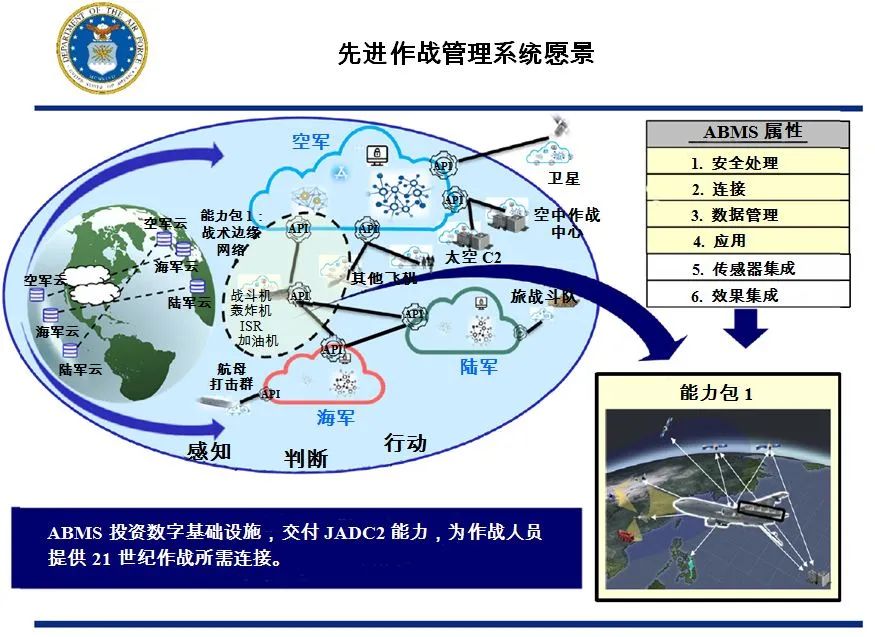 DEPARTMENT OF THE AIR FORCE
UNITED STATES OF AMERICA
先进作战管理系统愿景
空军
API
卫星
API
空中作战
中心
能力包1:
战术边缘
网络
API
API
太空C2
其他飞机
空军云
海军云
陆军云
空军云
海军云
陆军云
战斗机
轰炸机
ISR
加油机
API
API
旅战斗队
API
陆军
航母
打击群
API
海军
感知
判断
行动
ABMS 属性
1. 安全处理
2. 连接
3. 数据管理
4. 应用
5. 传感器集成
6. 效果集成
能力包 1
ABMS 投资数字基础设施，交付 JADC2 能力，为作战人员
提供 21 世纪作战所需连接。